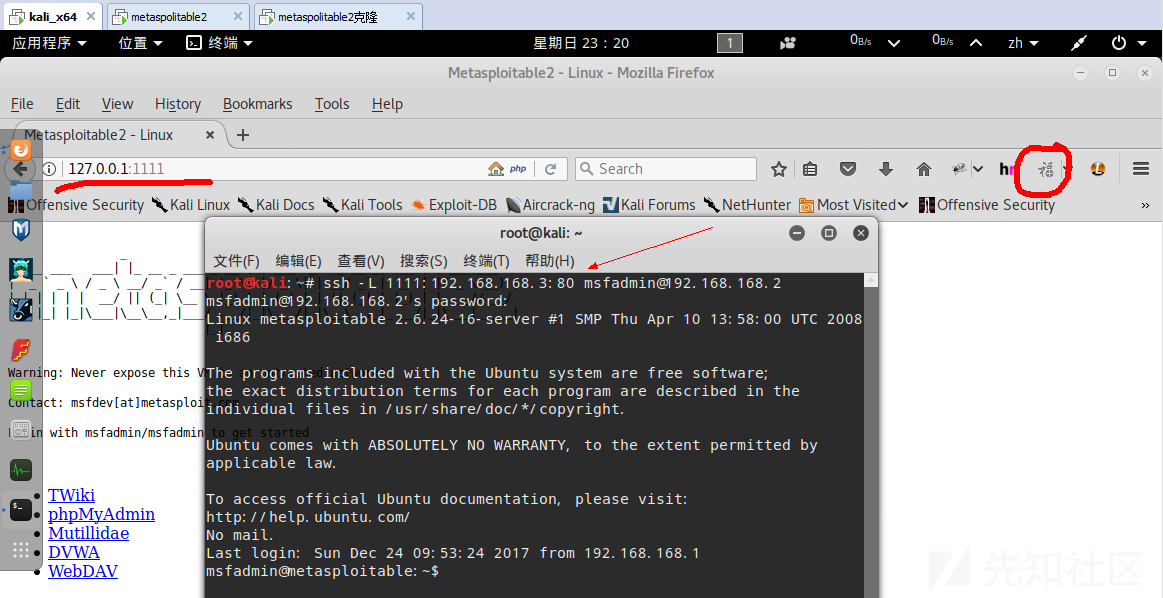 kali_x64
metaspolitable2
metaspolitable2克隆
应用程序
位置
终端
星期日 23：20
1
0B/s
0B/s
zh
Metasploitable2 - Linux - Mozilla Firefox
File Edit View History Bookmarks Tools Help
Metasploitable2 - Linux
127.0.0.1:1111
php
Search
Offensive Security
Kali Linux
Kali Docs
Kali Tools
Exploit-DB
Aircrack-ng
Kali Forums
NetHunter
Most Visited
Offensive Security
»
root@kali: ~
文件(F) 编辑(E) 查看(V) 搜索(S) 终端(T) 帮助(H)
root@kali:~# ssh -L 1111:192.168.168.3:80 msfadmin@192.168.168.2
msfadmin@192.168.168.2's password:
Linux metasploitable 2.6.24-16-server #1 SMP Thu Apr 10 13:58:00 UTC 2008
i686
The programs included with the Ubuntu system are free software;
the exact distribution terms for each program are described in the
individual files in /usr/share/doc/*/copyright.
Ubuntu comes with ABSOLUTELY NO WARRANTY, to the extent permitted by
applicable law.
To access official Ubuntu documentation, please visit:
http://help.ubuntu.com/
No mail.
Last login: Sun Dec 24 09:53:24 2017 from 192.168.168.1
msfadmin@metasploitable:~$
Warning: Never expose this V
Contact: msfdev[at]metasploit
in with msfadmin/msfadmin to get started
TWiki
phpMyAdmin
Mutillidae
DVWA
WebDAV
先知社区